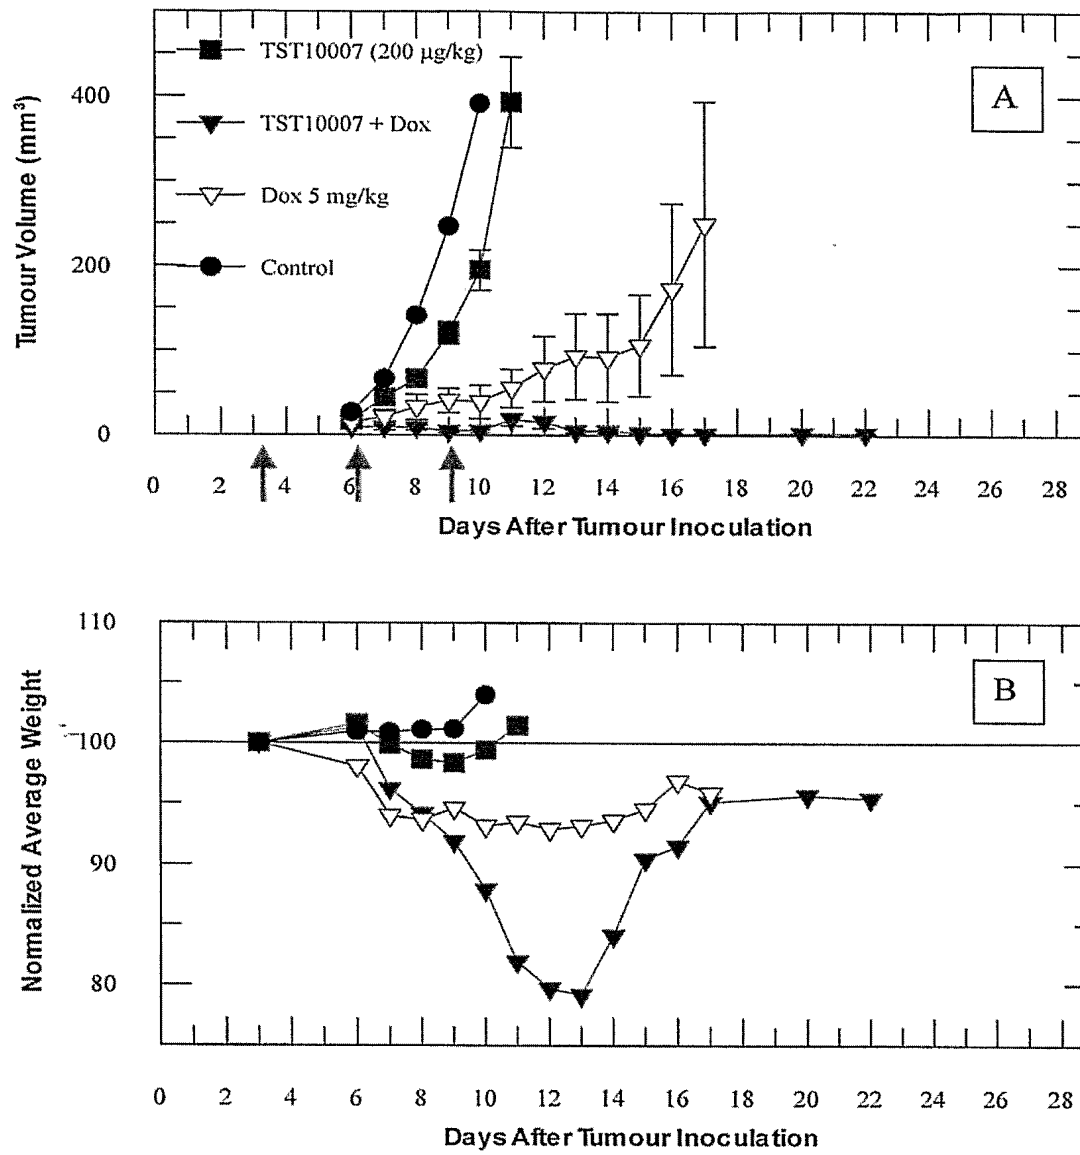 TST10007 (200 µg/kg)
TST10007 + Dox
Dox 5 mg/kg
Control
A
Tumour Volume (mm³)
400
200
0
0 2 4 6 8 10 12 14 16 18 20 22 24 26 28
Days After Tumour Inoculation
B
Normalized Average Weight
110
100
90
80
0 2 4 6 8 10 12 14 16 18 20 22 24 26 28
Days After Tumour Inoculation